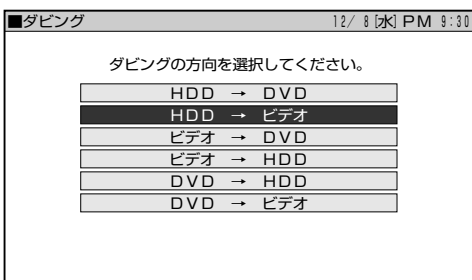 ■ダビング 12/ 8[水] PM 9:30
ダビングの方向を選択してください。
HDD → DVD
HDD → ビデオ
ビデオ → DVD
ビデオ → HDD
DVD → HDD
DVD → ビデオ